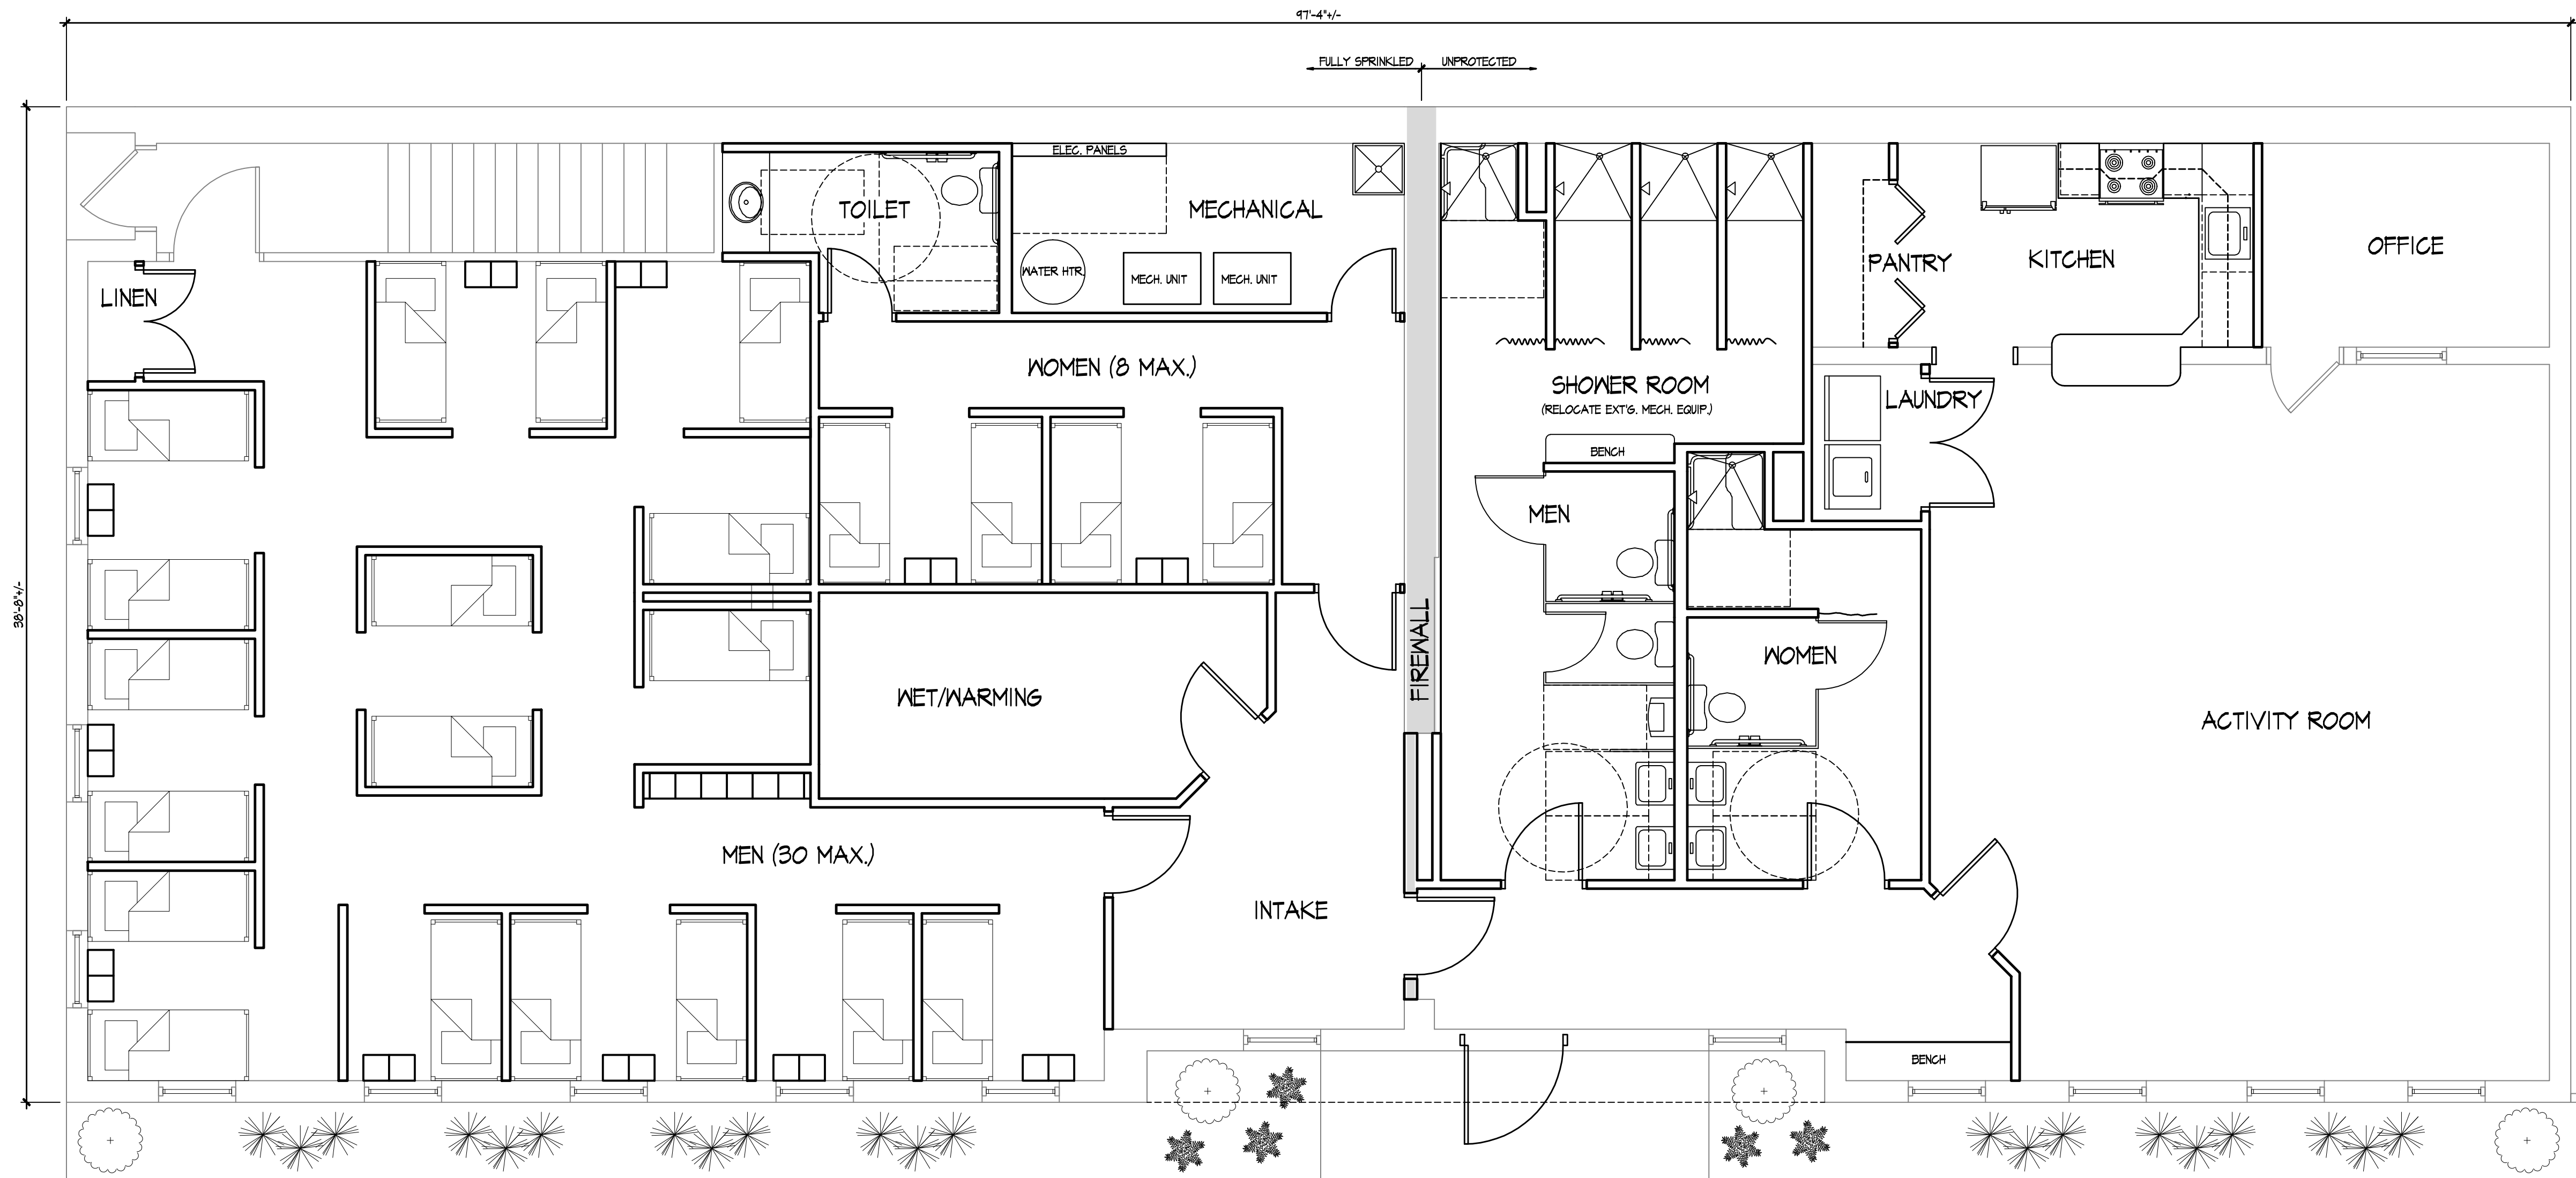 97'-4"+/-
FULLY SPRINKLED
UNPROTECTED
ELEC. PANELS
TOILET
MECHANICAL
WATER HTR.
MECH. UNIT
MECH. UNIT
PANTRY
KITCHEN
OFFICE
LINEN
WOMEN (8 MAX.)
SHOWER ROOM
(RELOCATE EXT'G. MECH. EQUIP.)
LAUNDRY
BENCH
MEN
38'-8"+/-
FIREWALL
WOMEN
WET/WARMING
ACTIVITY ROOM
MEN (30 MAX.)
INTAKE
BENCH